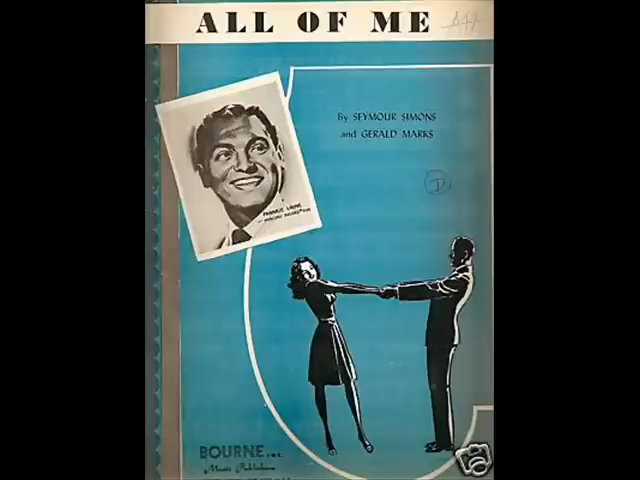 ALL OF ME
By SEYMOUR SIMONS
and GERALD MARKS
D
FRANKIE LAINE
BOURNE, INC.
Music Publishers